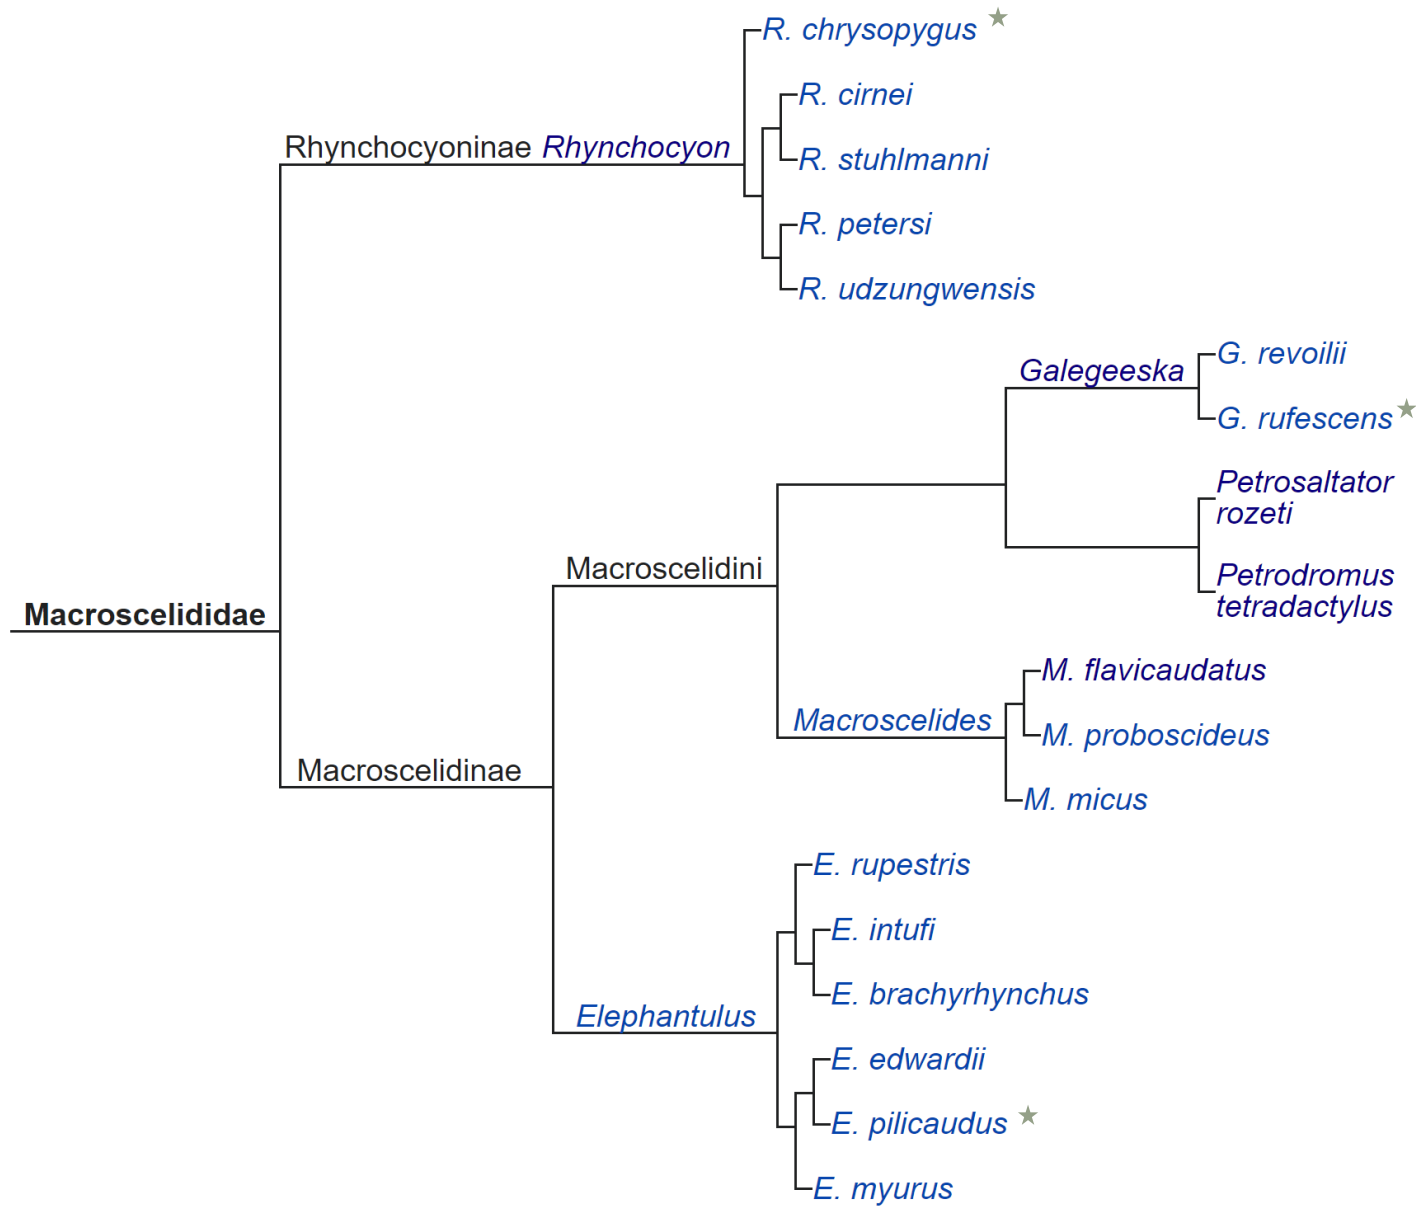 R. chrysopygus
R. cirnei
Rhynchocyoninae Rhynchocyon
R. stuhlmanni
R. petersi
R. udzungwensis
G. revoilii
Galegeeska
G. rufescens
Petrosaltator
rozeti
Macroscelidini
Petrodromus
tetradactylus
Macroscelididae
M. flavicaudatus
Macroscelides
M. proboscideus
Macroscelidinae
M. micus
E. rupestris
E. intufi
E. brachyrhynchus
Elephantulus
E. edwardii
E. pilicaudus
E. myurus